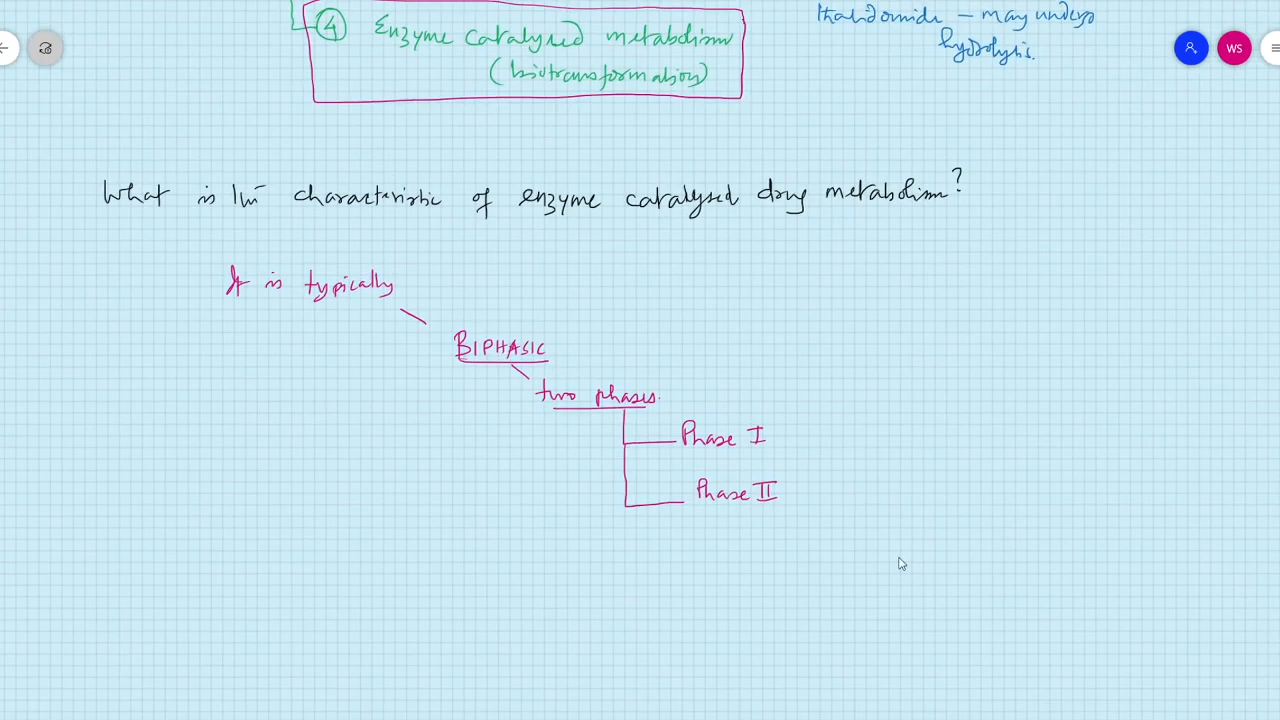 ④ Enzyme catalysed metabolism
(biotransformation)
Thalidomide – may undergo
hydrolysis.
WS
What is the characteristic of enzyme catalysed drug metabolism?
It is typically
BIPHASIC
two phases.
Phase I
Phase II